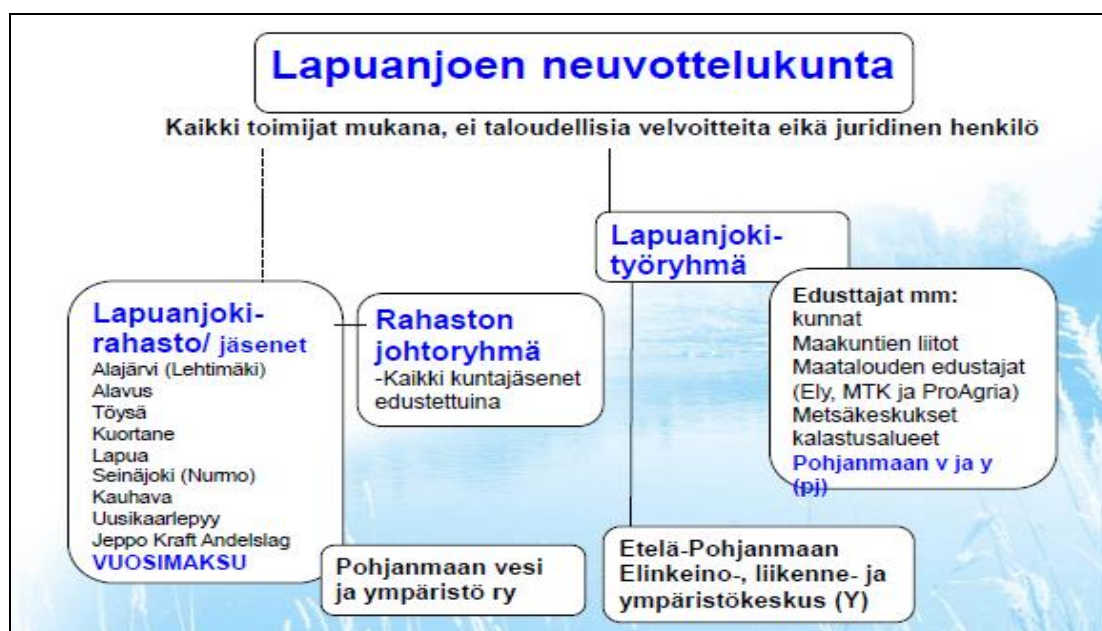 Lapuanjoen neuvottelukunta
Kaikki toimijat mukana, ei taloudellisia velvoitteita eikä juridinen henkilö
Lapuanjoki-
rahasto/ jäsenet
Alajärvi (Lehtimäki)
Alavus
Töysä
Kuortane
Lapua
Seinäjoki (Nurmo)
Kauhava
Uusikaarlepyy
Jeppo Kraft Andelslag
VUOSIMAKSU
Rahaston
johtoryhmä
-Kaikki kuntajäsenet
edustettuina
Lapuanjoki-
työryhmä
Edusttajat mm:
kunnat
Maakuntien liitot
Maatalouden edustajat
(Ely, MTK ja ProAgria)
Metsäkeskukset
kalastusalueet
Pohjanmaan v ja y
(pj)
Pohjanmaan vesi
ja ympäristö ry
Etelä-Pohjanmaan
Elinkeino-, liikenne- ja
ympäristökeskus (Y)